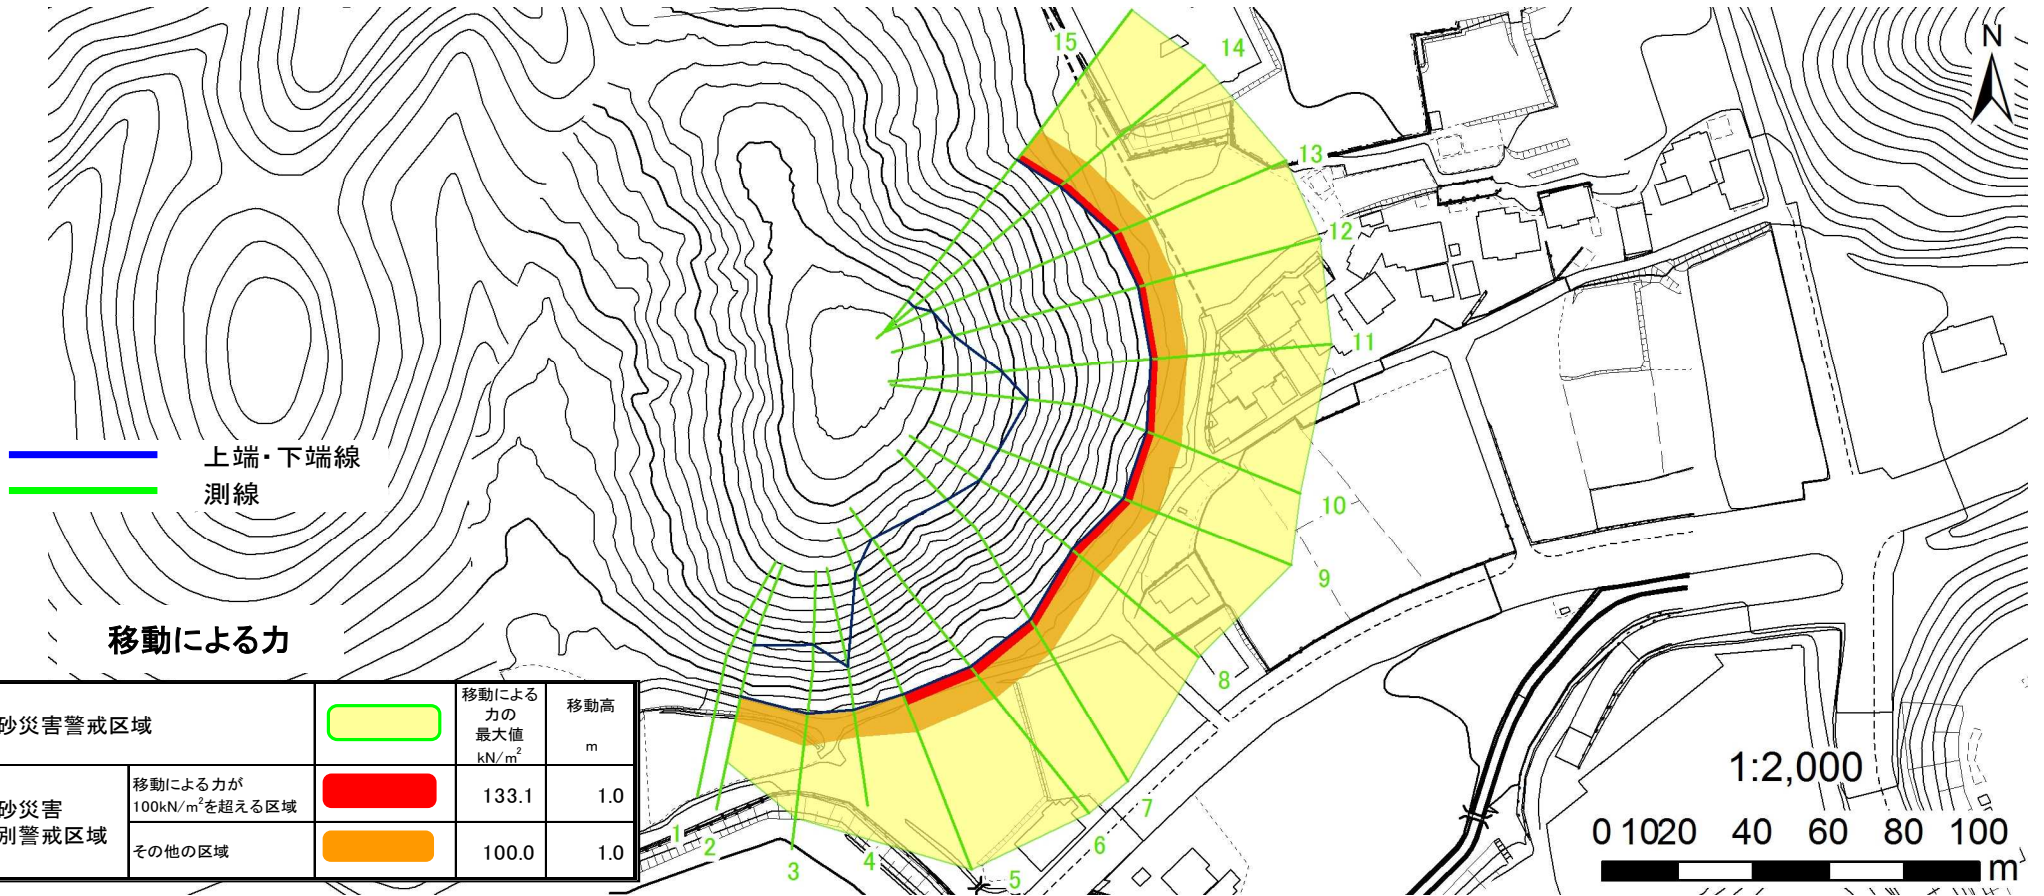 15
14
N
13
12
11
上端・下端線
測線
10
9
移動による力
8
移動による
力の
最大値
kN/m²
移動高
m
砂災害警戒区域
移動による力が
100kN/m²を超える区域
133.1
1.0
砂災害
別警戒区域
その他の区域
100.0
1.0
1
2
3
4
5
6
7
1:2,000
0 1020 40 60 80 100
m